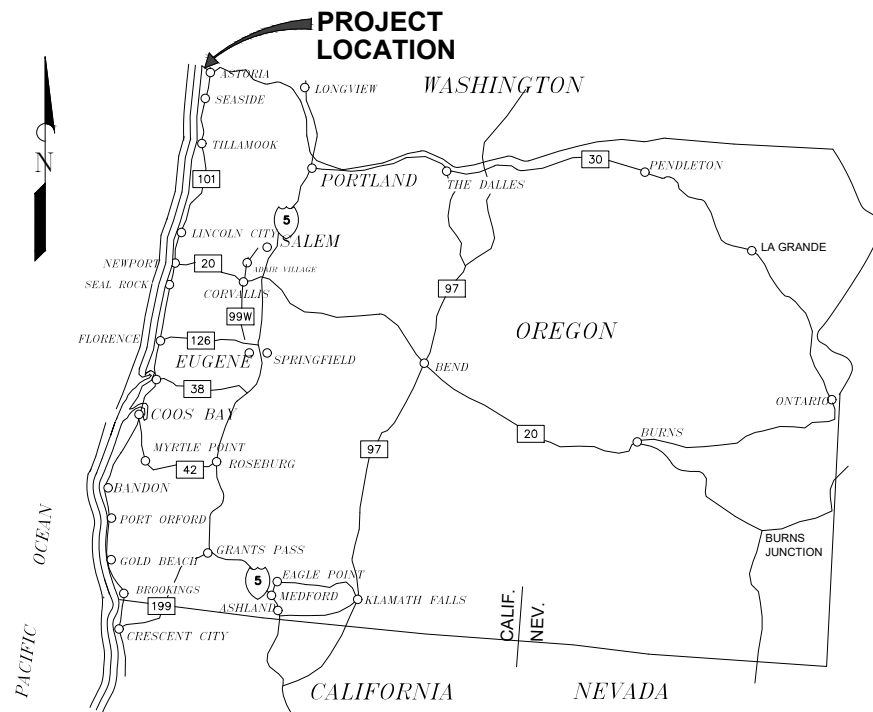 PROJECT
LOCATION
ASTORIA
LONGVIEW
WASHINGTON
SEASIDE
N
TILLAMOOK
30
PENDLETON
101
PORTLAND
THE DALLES
5
LINCOLN CITY
SALEM
LA GRANDE
NEWPORT
20
ADAIR VILLAGE
SEAL ROCK
CORVALLIS
97
99W
OREGON
FLORENCE
126
EUGENE
SPRINGFIELD
BEND
38
ONTARIO
COOS BAY
20
BURNS
MYRTLE POINT
97
42
ROSEBURG
BANDON
PORT ORFORD
OCEAN
BURNS
JUNCTION
GRANTS PASS
GOLD BEACH
5
EAGLE POINT
BROOKINGS
MEDFORD
KLAMATH FALLS
199
ASHLAND
CALIF.
NEV.
CRESCENT CITY
PACIFIC
CALIFORNIA
NEVADA